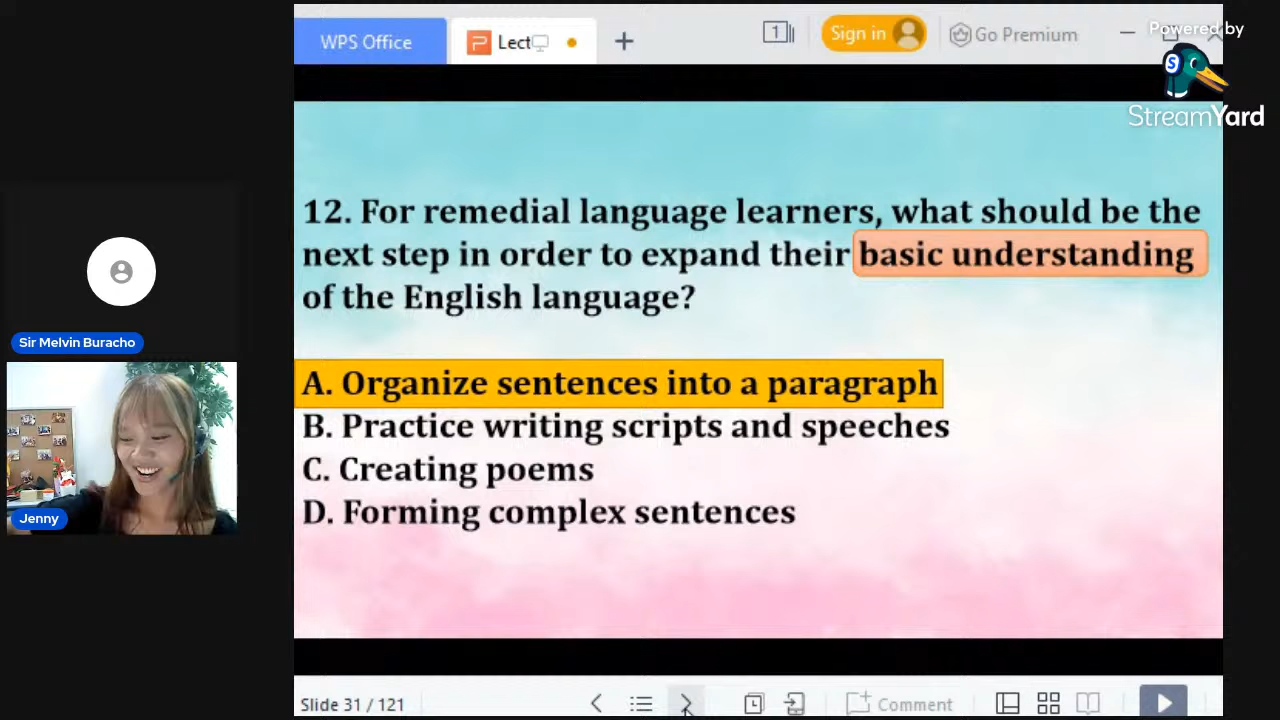 WPS Office
Lect
Sign in
Go Premium
Powered by
StreamYard
12. For remedial language learners, what should be the
next step in order to expand their basic understanding
of the English language?
A. Organize sentences into a paragraph
B. Practice writing scripts and speeches
C. Creating poems
D. Forming complex sentences
Sir Melvin Buracho
Jenny
Slide 31 / 121
Comment